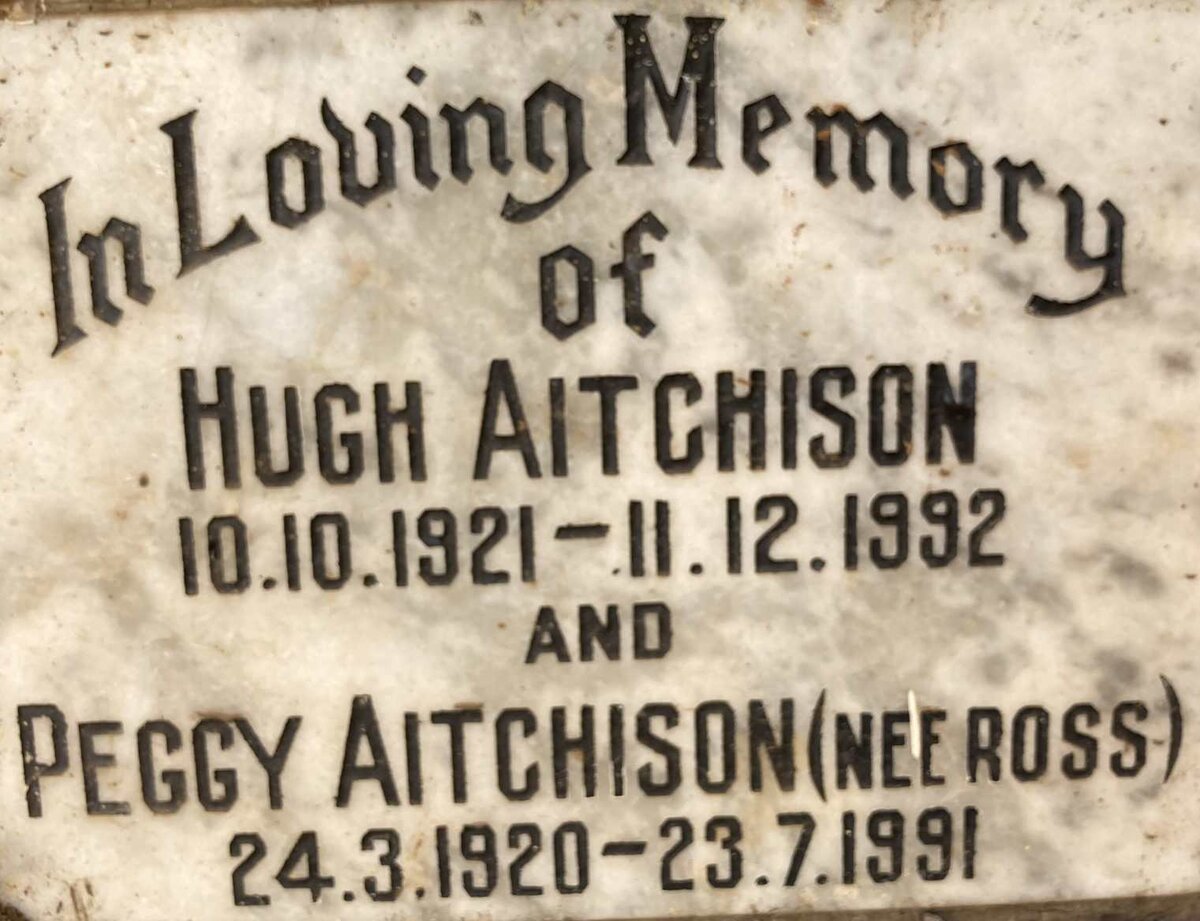 In Loving Memory
of
HUGH AITCHISON
10.10.1921 - 11.12.1992
AND
PEGGY AITCHISON (NEE ROSS)
24.3.1920 - 23.7.1991